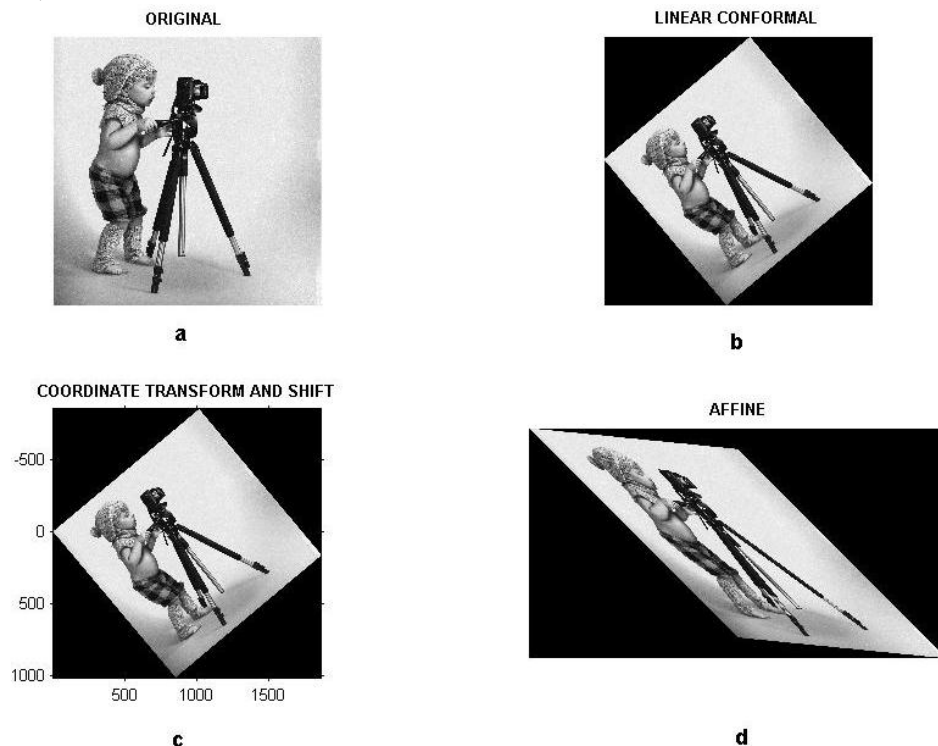 ORIGINAL
LINEAR CONFORMAL
a
b
COORDINATE TRANSFORM AND SHIFT
AFFINE
-500
0
500
1000
500 1000 1500
c
d